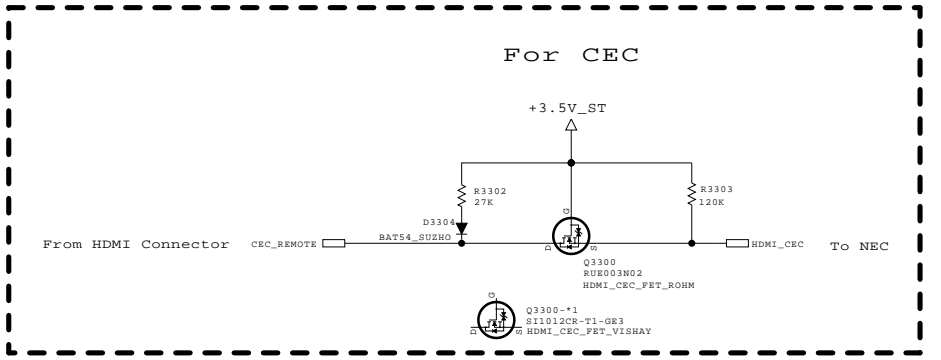 For CEC
+3.5V_ST
R3302
27K
R3303
120K
D3304
BAT54_SUZHO
G
D
S
From HDMI Connector
CEC_REMOTE
HDMI_CEC
To NEC
Q3300
RUE003N02
HDMI_CEC_FET_ROHM
G
D
S
Q3300-*1
SI1012CR-T1-GE3
HDMI_CEC_FET_VISHAY